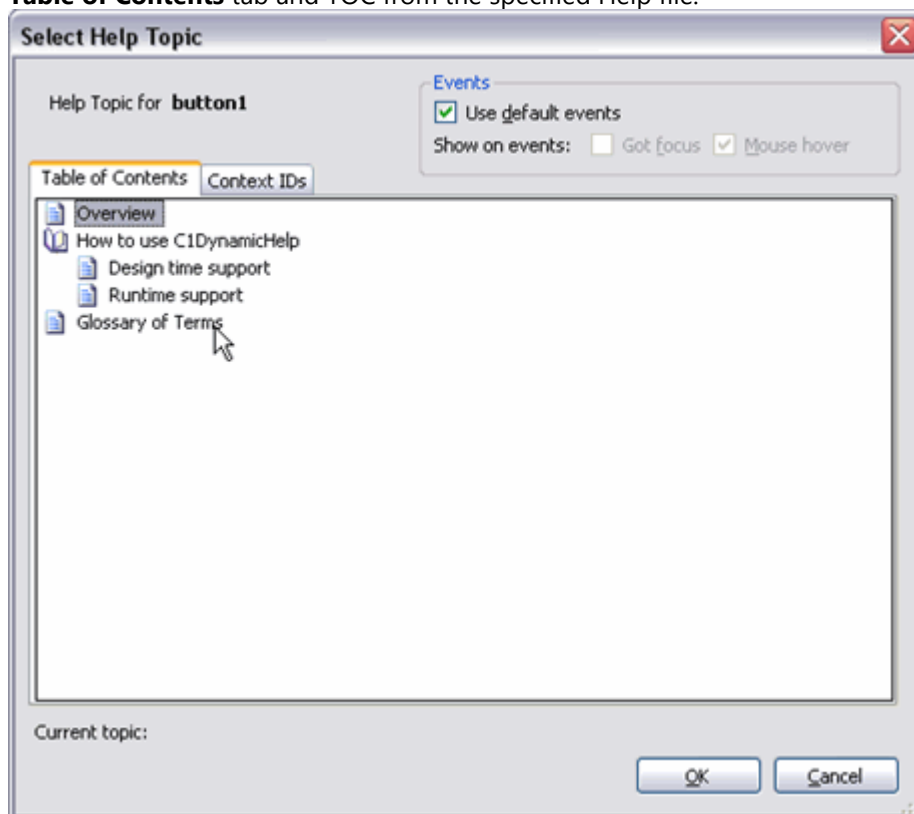 Table of Contents tab and TOC from the specified Help file.
Select Help Topic
Help Topic for button1
Events
Use default events
Show on events: Got focus Mouse hover
Table of Contents Context IDs
Overview
How to use C1DynamicHelp
Design time support
Runtime support
Glossary of Terms
Current topic:
OK Cancel